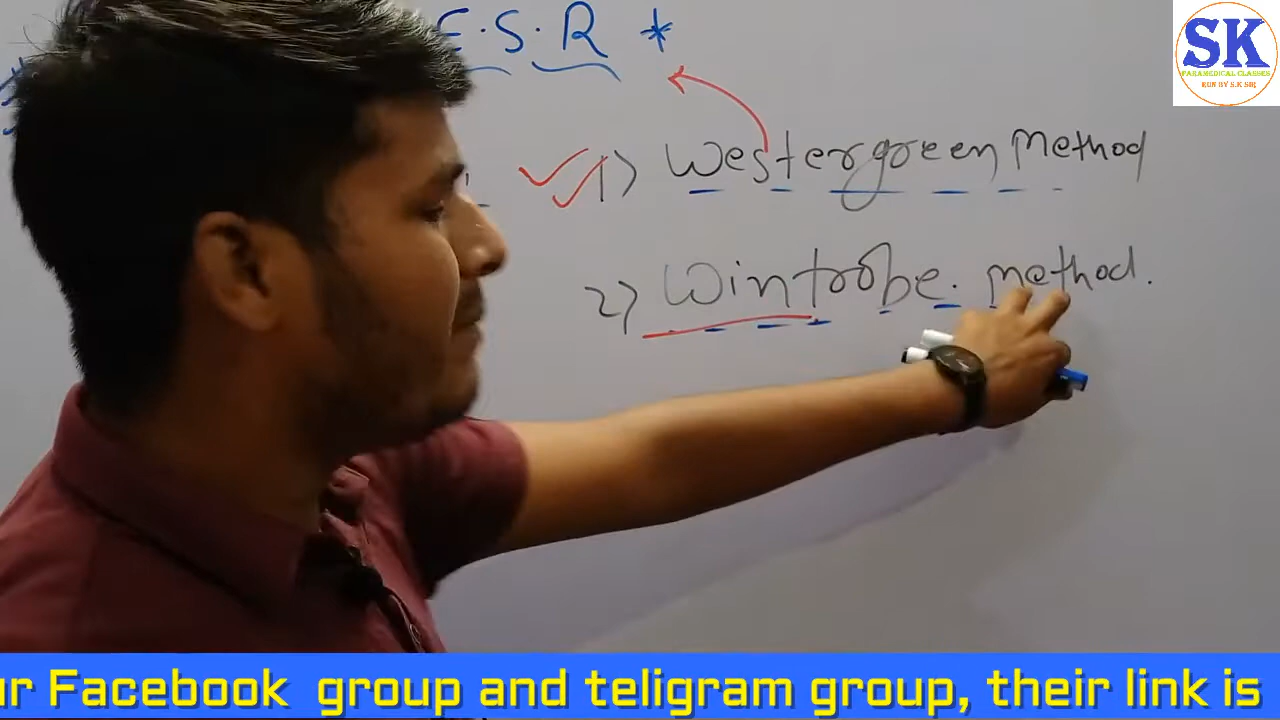 E.S.R *
1) Westergreen Method
2) Wintrobe. method.
SK
PARAMEDICAL CLASSES
RUN BY S.K SIR
ur Facebook group and teligram group, their link is